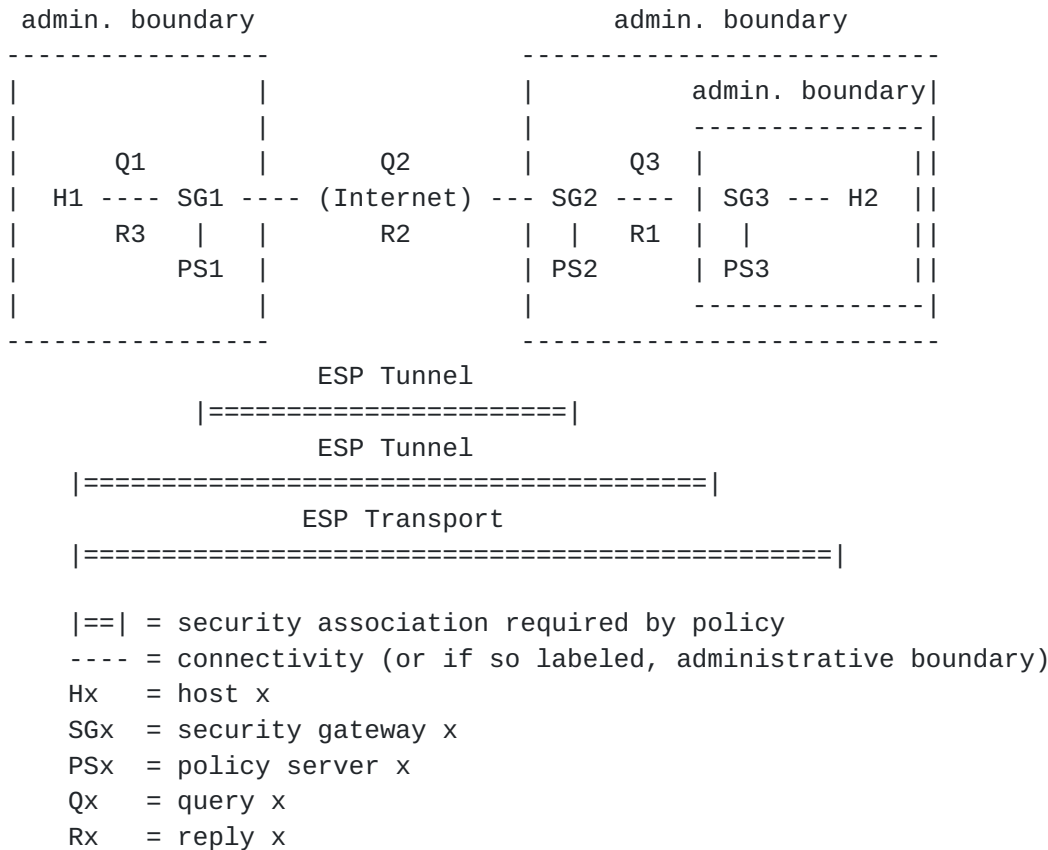 admin. boundary                       admin. boundary
-----------------                ---------------------------
|               |                |          admin. boundary|
|               |                |          ---------------|
|      Q1       |       Q2       |      Q3  |             ||
|  H1 ---- SG1 ---- (Internet) --- SG2 ---- | SG3 --- H2  ||
|      R3   |   |       R2       |  |   R1  |  |          ||
|          PS1  |                | PS2      | PS3         ||
|               |                |          ---------------|
-----------------                ---------------------------
                    ESP Tunnel
            |=======================|
                    ESP Tunnel
    |========================================|
                   ESP Transport
    |================================================|

    |==| = security association required by policy
    ---- = connectivity (or if so labeled, administrative boundary)
    Hx   = host x
    SGx  = security gateway x
    PSx  = policy server x
    Qx   = query x
    Rx   = reply x